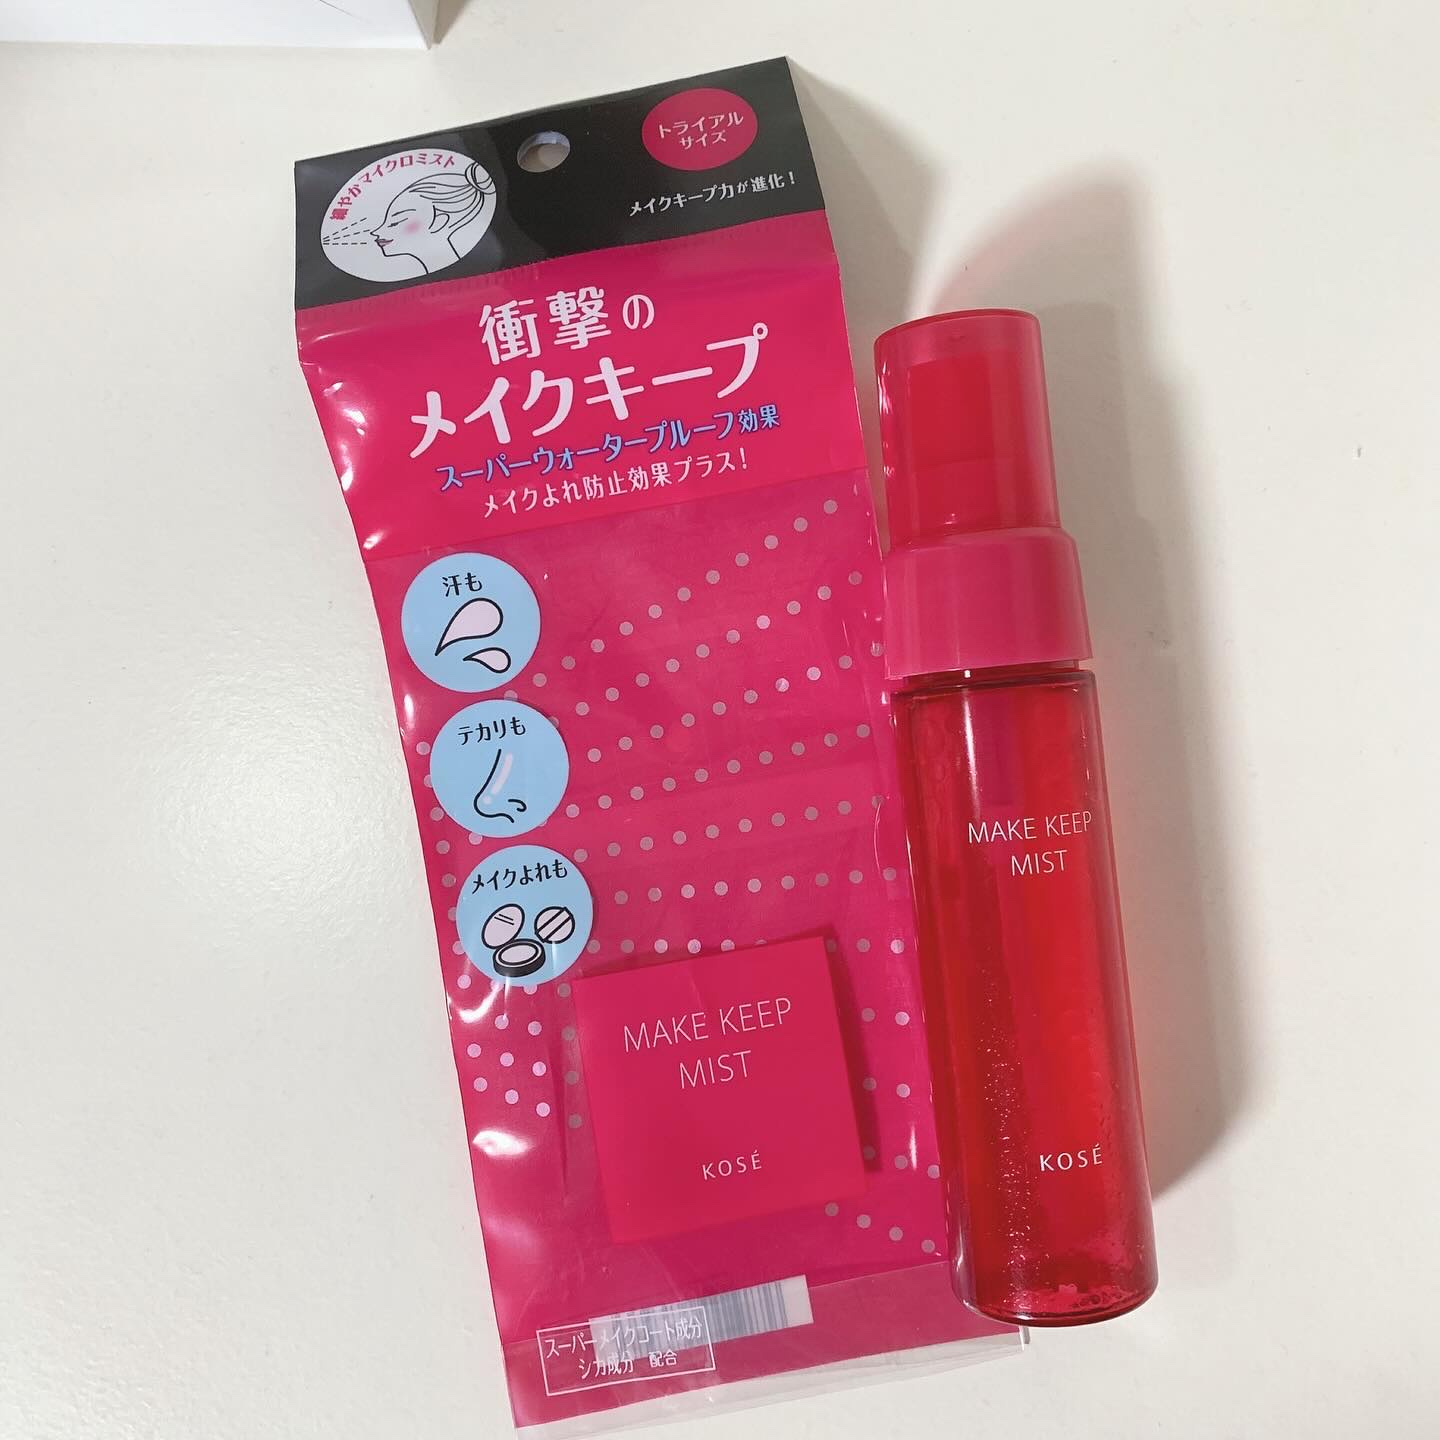 細やかマイクロミスト
トライアル
サイズ
メイクキープ力が進化!
衝撃の
メイクキープ
スーパーウォータープルーフ効果
メイクよれ防止効果プラス!
汗も
テカリも
メイクよれも
MAKE KEEP
MIST
KOSÉ
スーパーメイクコート成分
シカ成分 配合
MAKE KEEP
MIST
KOSÉ